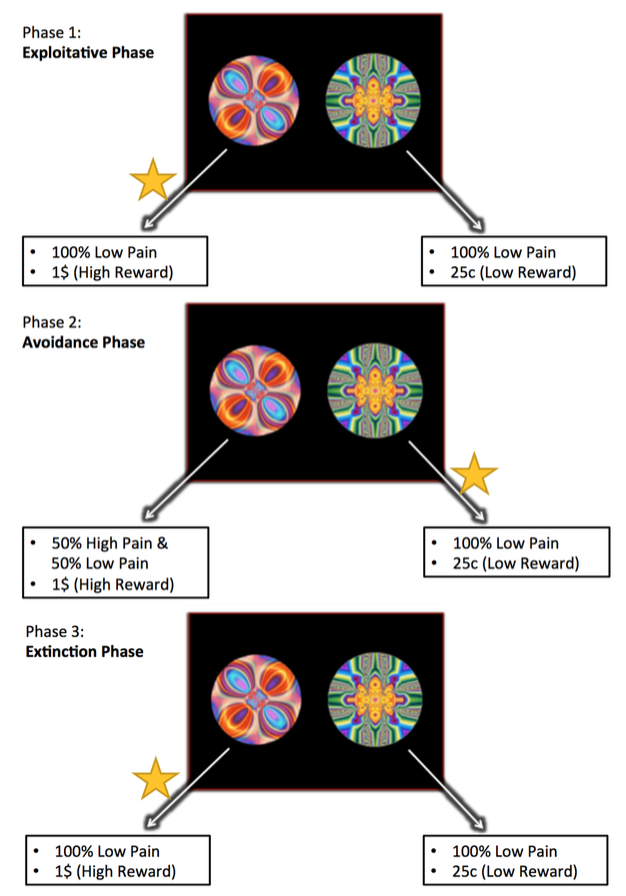 Phase 1:
Exploitative Phase
• 100% Low Pain
• 1$ (High Reward)
• 100% Low Pain
• 25c (Low Reward)
Phase 2:
Avoidance Phase
• 50% High Pain &
50% Low Pain
• 1$ (High Reward)
• 100% Low Pain
• 25c (Low Reward)
Phase 3:
Extinction Phase
• 100% Low Pain
• 1$ (High Reward)
• 100% Low Pain
• 25c (Low Reward)